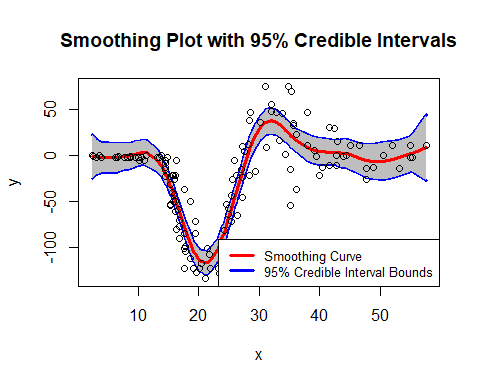 Smoothing Plot with 95% Credible Intervals
50
0
-50
-100
y
Smoothing Curve
95% Credible Interval Bounds
10 20 30 40 50
x